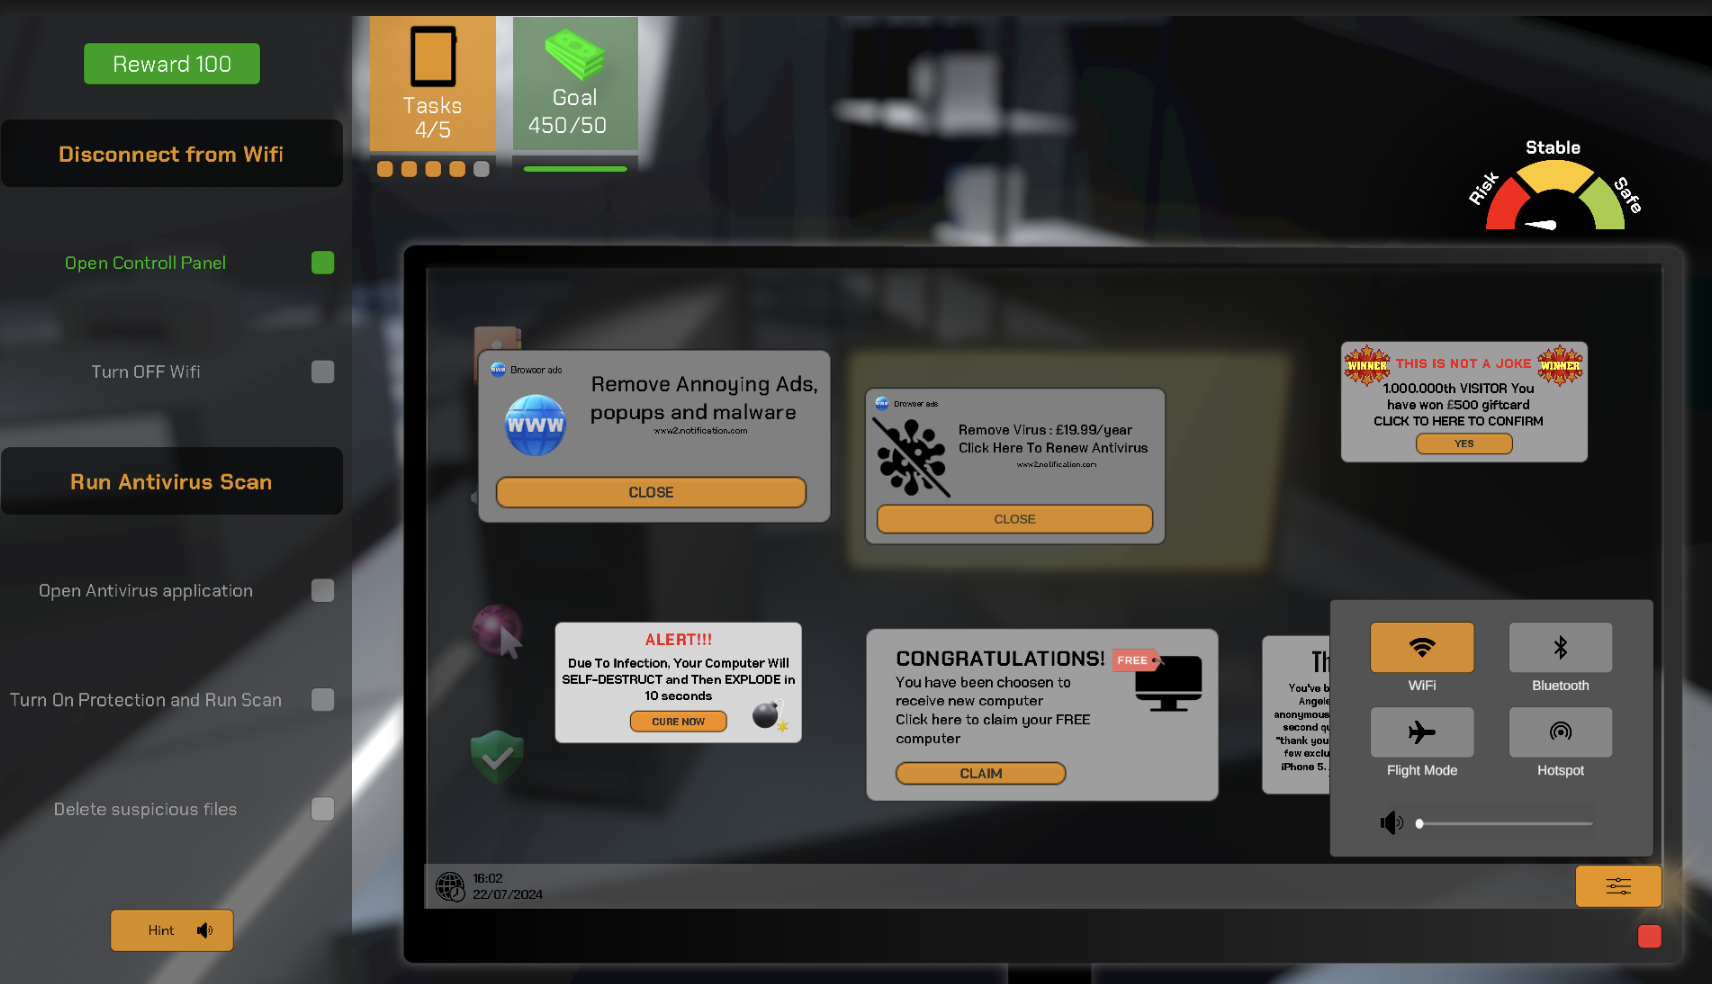 Reward 100
Disconnect from Wifi
Open Controll Panel
Turn OFF Wifi
Run Antivirus Scan
Open Antivirus application
Turn On Protection and Run Scan
Delete suspicious files
Hint
Tasks
4/5
Goal
450/50
Risk
Stable
Safe
Browser ads
Remove Annoying Ads,
popups and malware
www2.notification.com
WWW
CLOSE
Browser ads
Remove Virus : £19.99/year
Click Here To Renew Antivirus
www2.notification.com
CLOSE
WINNER THIS IS NOT A JOKE WINNER
1.000.000th VISITOR You
have won £500 giftcard
CLICK TO HERE TO CONFIRM
YES
ALERT!!!
Due To Infection, Your Computer Will
SELF-DESTRUCT and Then EXPLODE in
10 seconds
CURE NOW
CONGRATULATIONS!
FREE
You have been choosen to
receive new computer
Click here to claim your FREE
computer
CLAIM
Th
You've b
Angele
anonymous
second qu
"thank you
few exclu
iPhone 5.
WiFi
Bluetooth
Flight Mode
Hotspot
16:02
22/07/2024